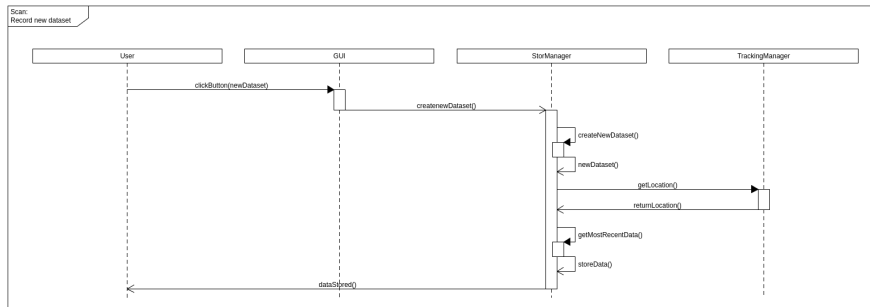 Scan:
Record new dataset
User
GUI
StorManager
TrackingManager
clickButton(newDataset)
createnewDataset()
createNewDataset()
newDataset()
getLocation()
returnLocation()
getMostRecentData()
storeData()
dataStored()